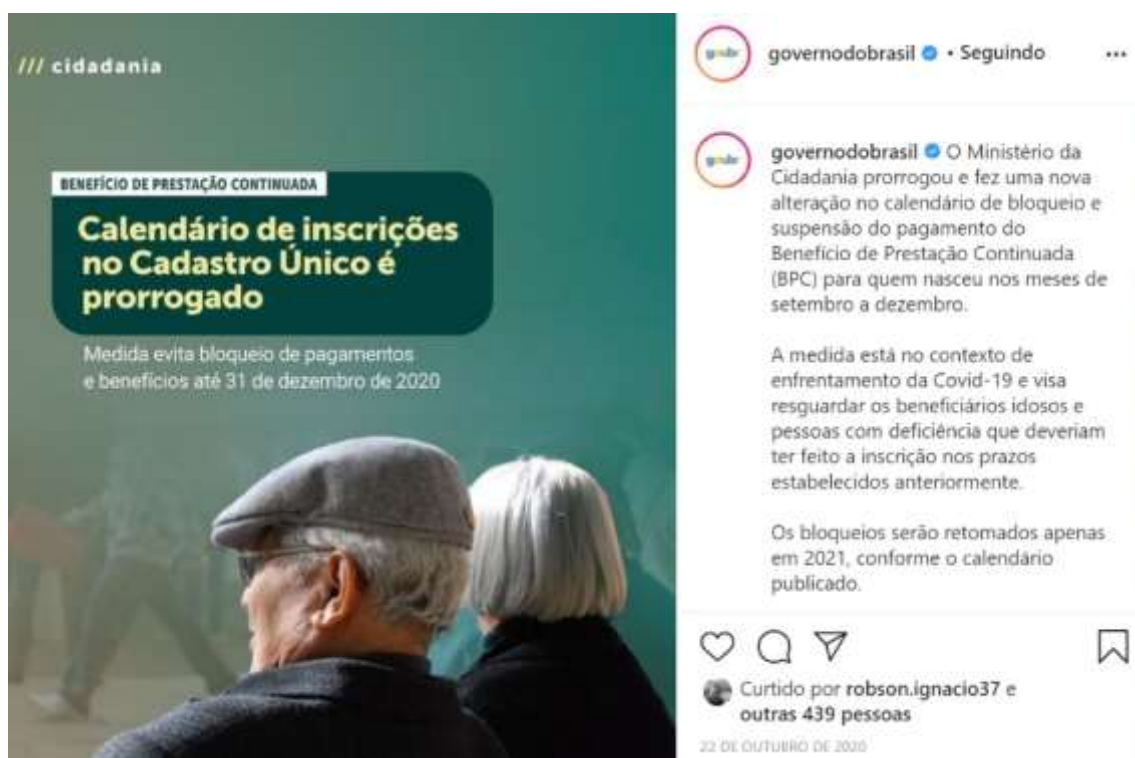 /// cidadania
BENEFÍCIO DE PRESTAÇÃO CONTINUADA
Calendário de inscrições
no Cadastro Único é
prorrogado
Medida evita bloqueio de pagamentos
e benefícios até 31 de dezembro de 2020
govbr
governodobrasil • Seguindo
govbr
governodobrasil O Ministério da
Cidadania prorrogou e fez uma nova
alteração no calendário de bloqueio e
suspensão do pagamento do
Benefício de Prestação Continuada
(BPC) para quem nasceu nos meses de
setembro a dezembro.
A medida está no contexto de
enfrentamento da Covid-19 e visa
resguardar os beneficiários idosos e
pessoas com deficiência que deveriam
ter feito a inscrição nos prazos
estabelecidos anteriormente.
Os bloqueios serão retomados apenas
em 2021, conforme o calendário
publicado.
Curtido por robson.ignacio37 e
outras 439 pessoas
22 DE OUTUBRO DE 2020